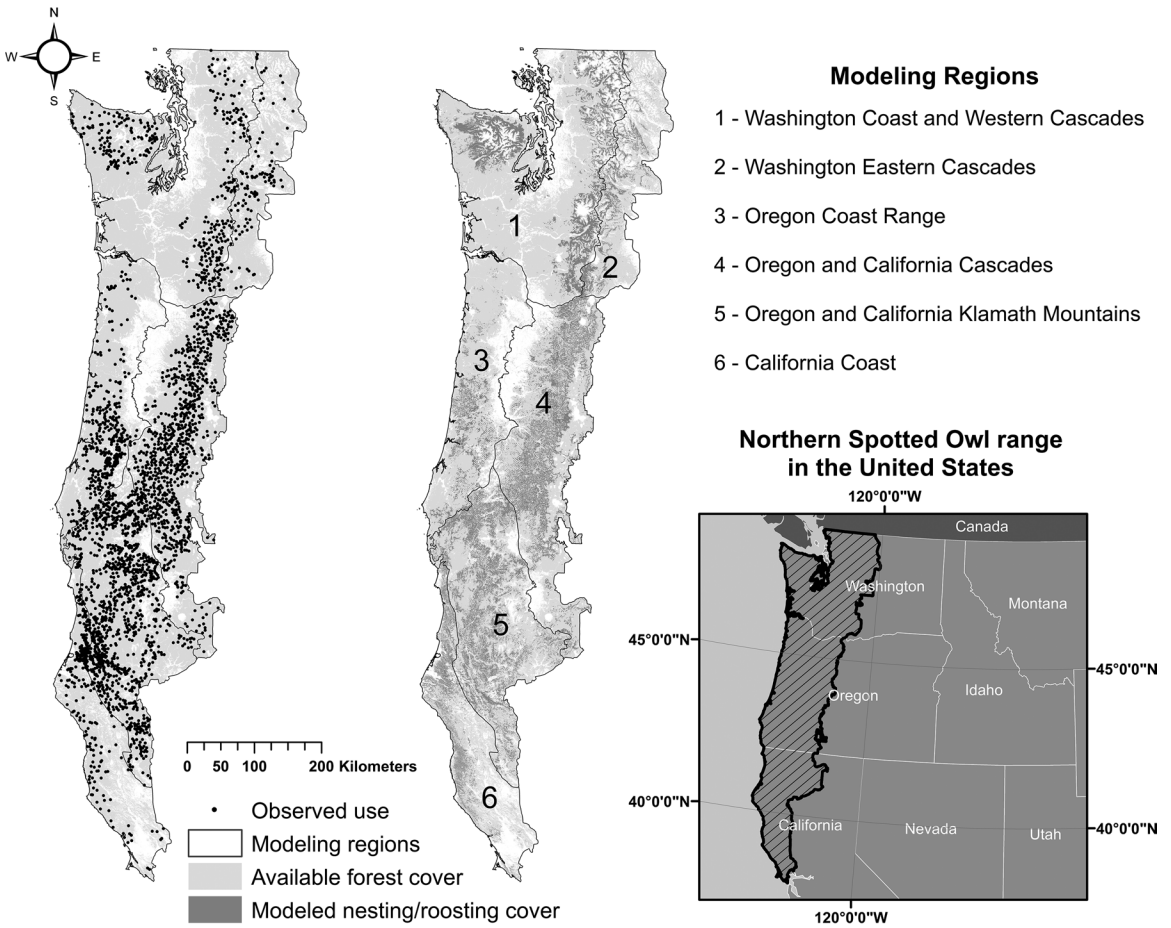 N
W E
S
1
2
3
4
5
6
0 50 100 200 Kilometers
Observed use
Modeling regions
Available forest cover
Modeled nesting/roosting cover
Modeling Regions
1 - Washington Coast and Western Cascades
2 - Washington Eastern Cascades
3 - Oregon Coast Range
4 - Oregon and California Cascades
5 - Oregon and California Klamath Mountains
6 - California Coast
Northern Spotted Owl range
in the United States
120°0'0"W
Canada
Washington
Montana
45°0'0"N
45°0'0"N
Oregon
Idaho
40°0'0"N
California
Nevada
Utah
40°0'0"N
120°0'0"W